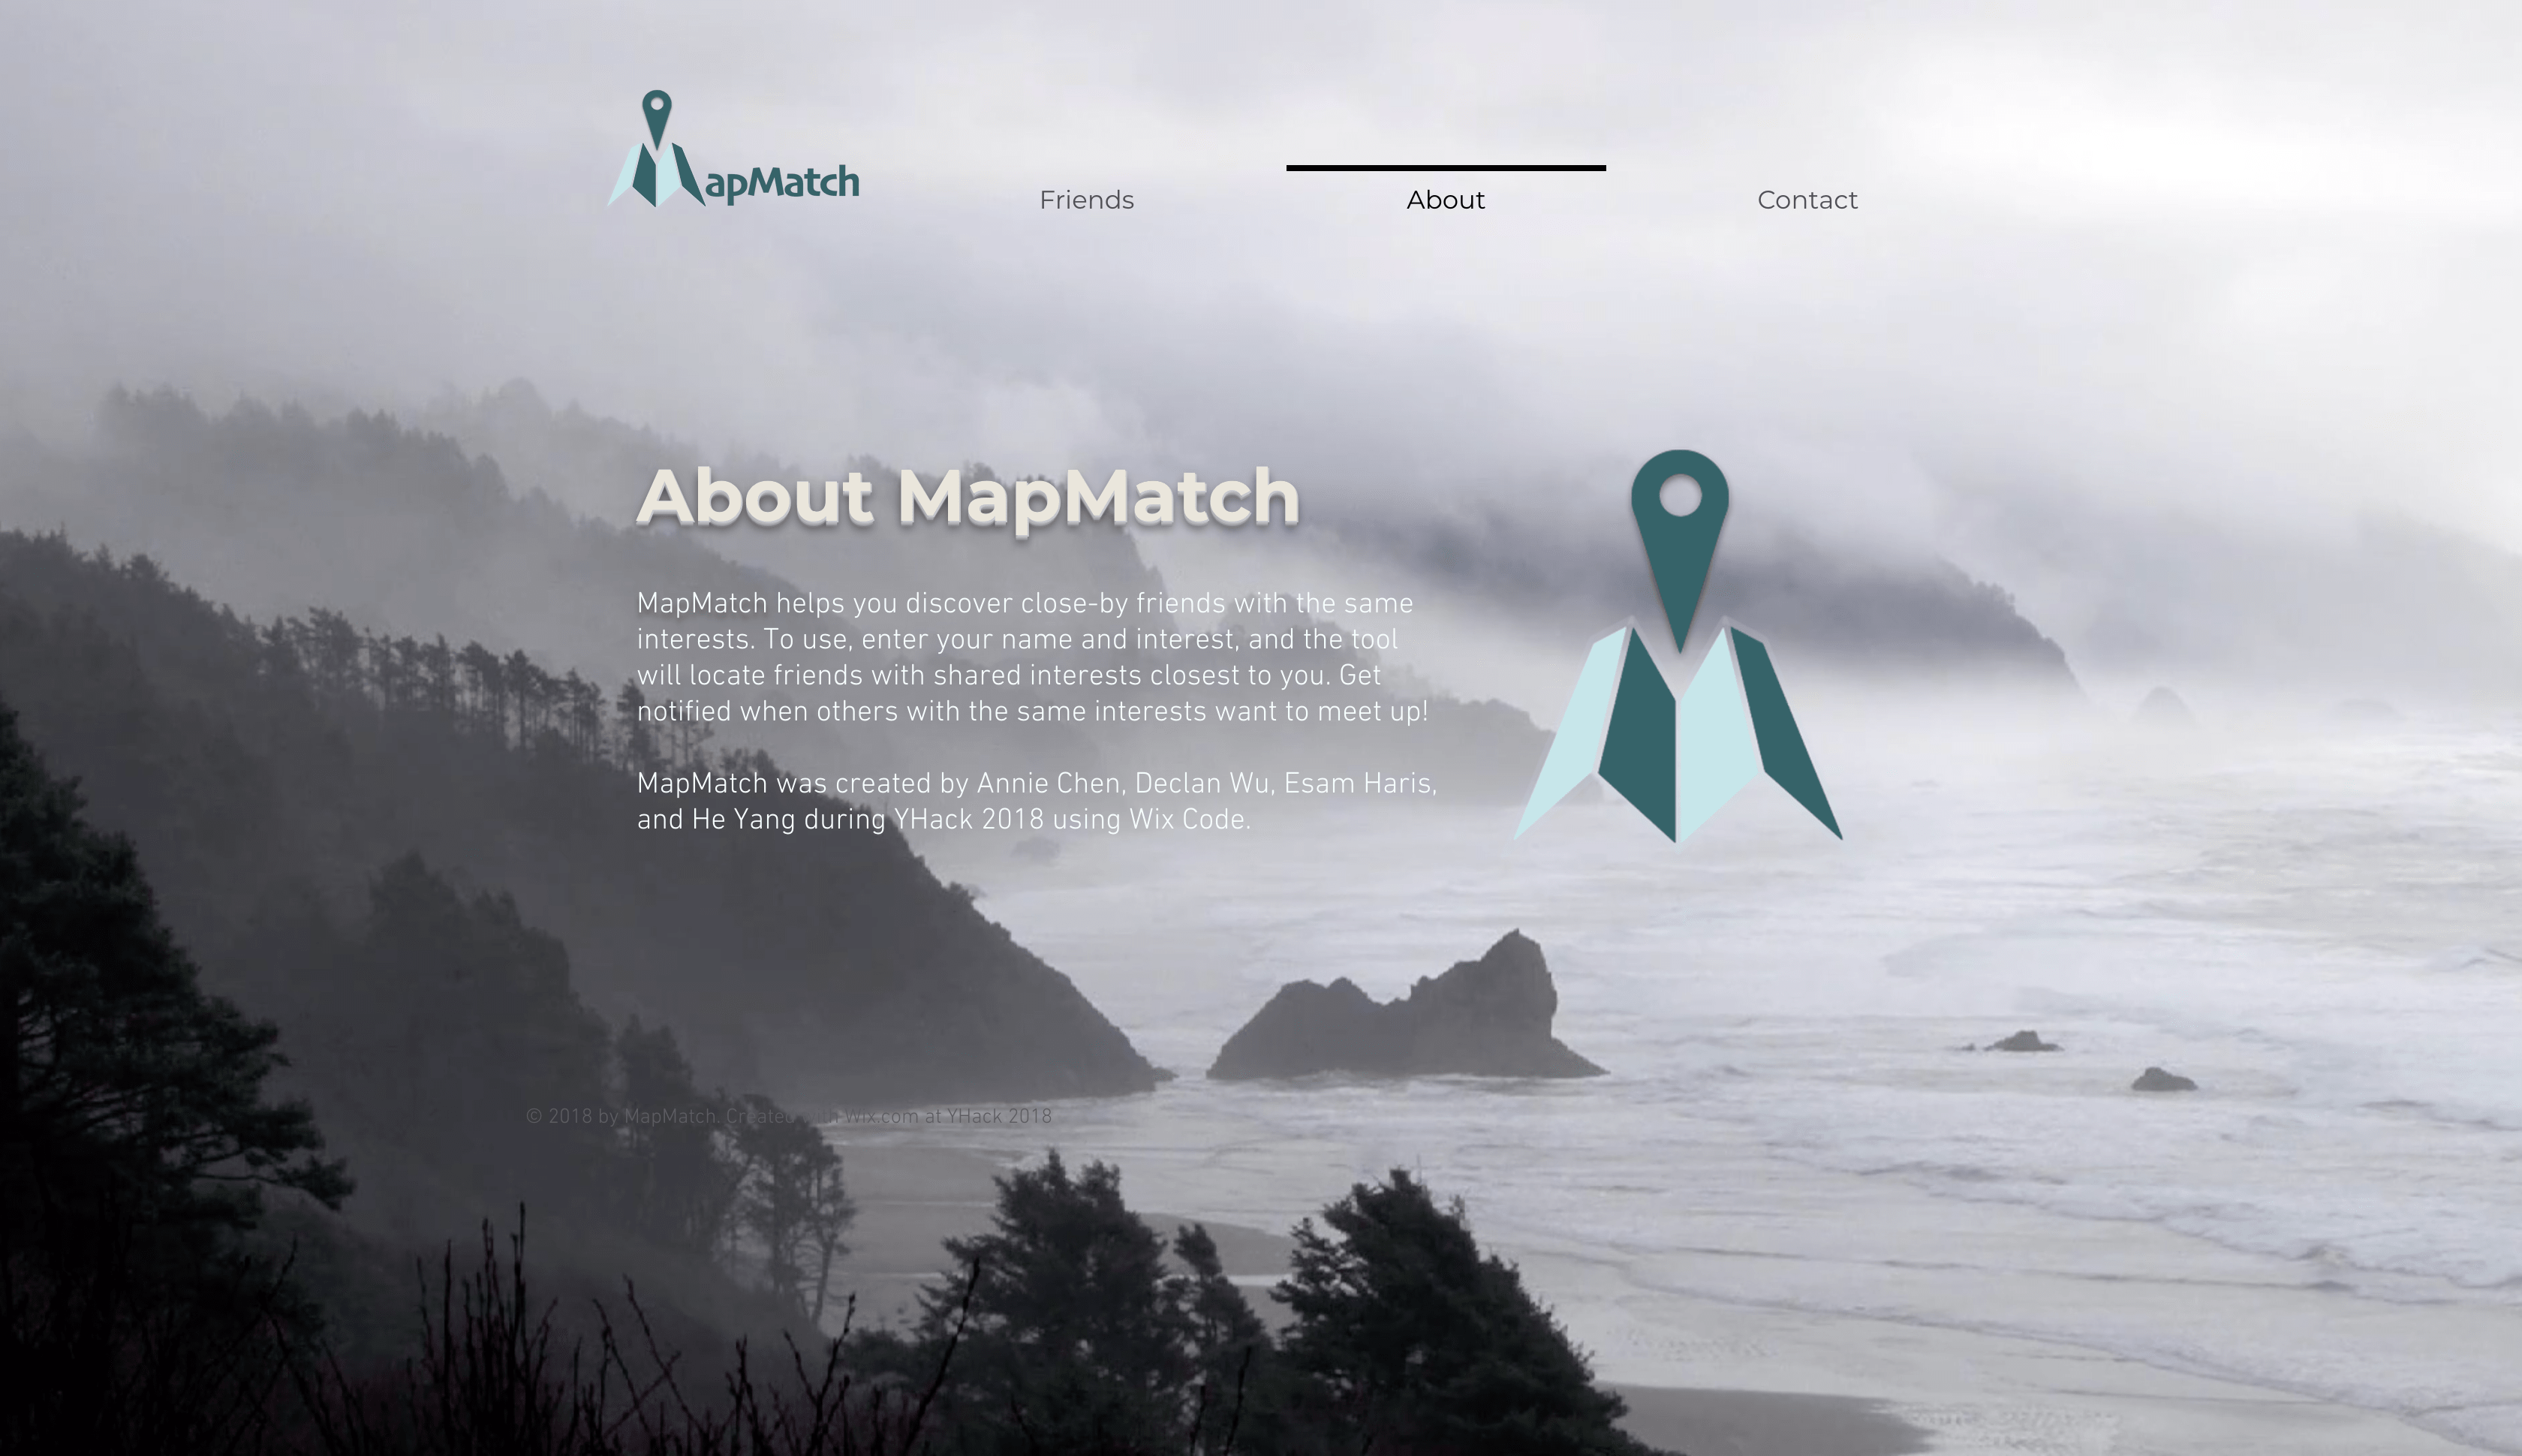 MapMatch
Friends
About
Contact
About MapMatch
MapMatch helps you discover close-by friends with the same
interests. To use, enter your name and interest, and the tool
will locate friends with shared interests closest to you. Get
notified when others with the same interests want to meet up!
MapMatch was created by Annie Chen, Declan Wu, Esam Haris,
and He Yang during YHack 2018 using Wix Code.
© 2018 by MapMatch. Created with Wix.com at YHack 2018